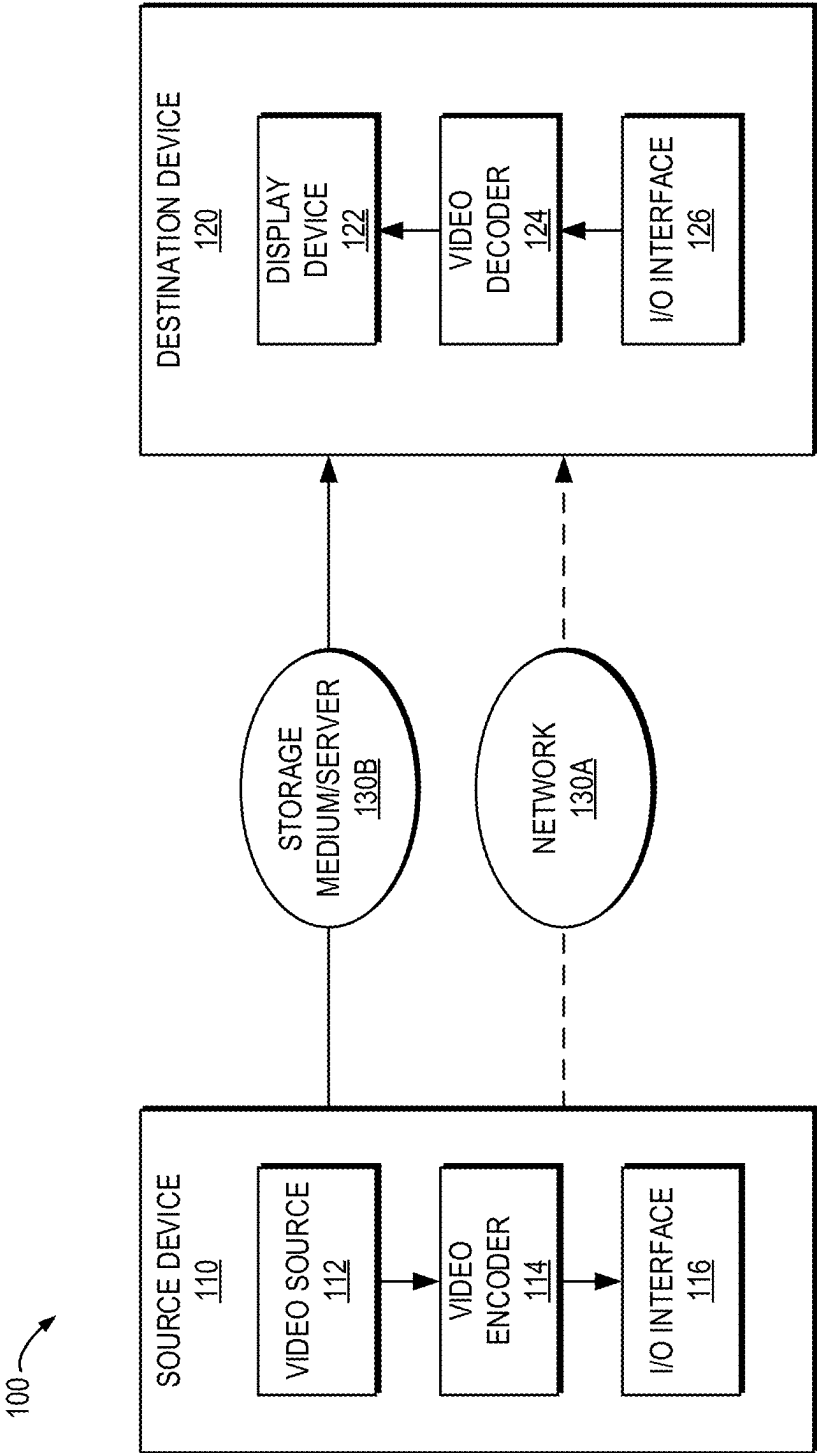 100
SOURCE DEVICE
110
VIDEO SOURCE
112
VIDEO
ENCODER
114
I/O INTERFACE
116
STORAGE
MEDIUM/SERVER
130B
NETWORK
130A
DESTINATION DEVICE
120
DISPLAY
DEVICE
122
VIDEO
DECODER
124
I/O INTERFACE
126